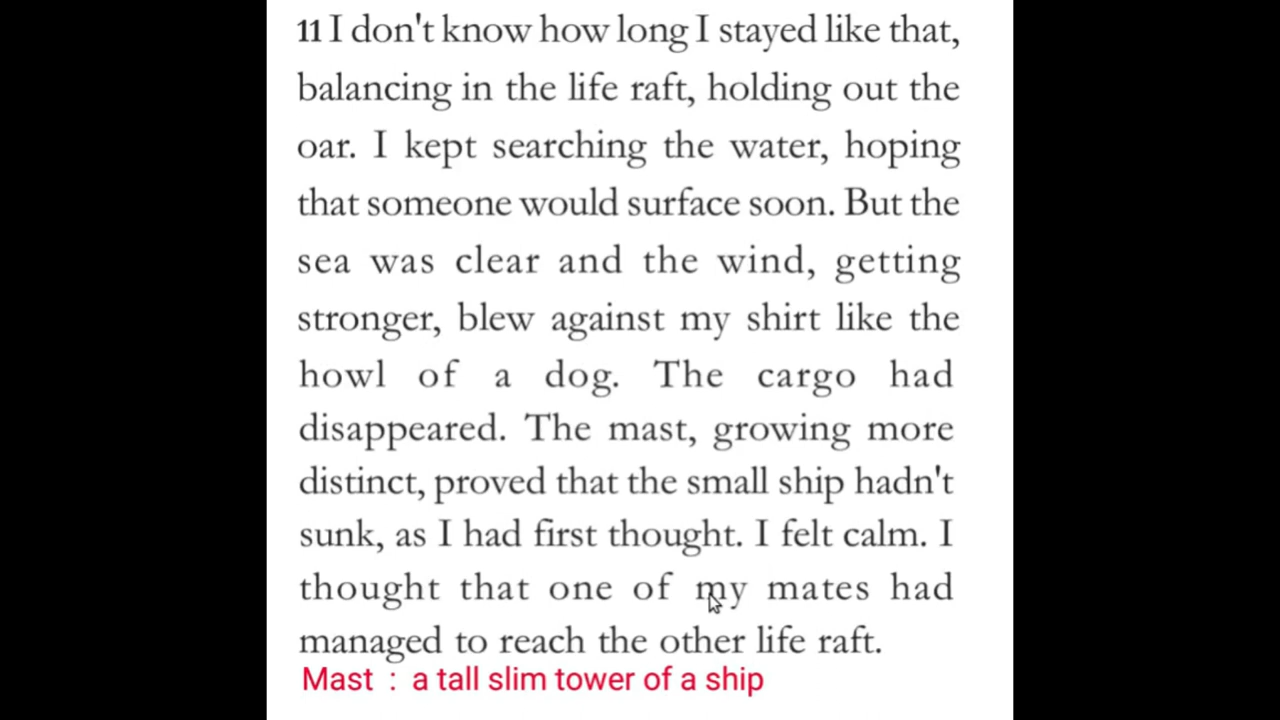 11 I don't know how long I stayed like that,
balancing in the life raft, holding out the
oar. I kept searching the water, hoping
that someone would surface soon. But the
sea was clear and the wind, getting
stronger, blew against my shirt like the
howl of a dog. The cargo had
disappeared. The mast, growing more
distinct, proved that the small ship hadn't
sunk, as I had first thought. I felt calm. I
thought that one of my mates had
managed to reach the other life raft.
Mast : a tall slim tower of a ship